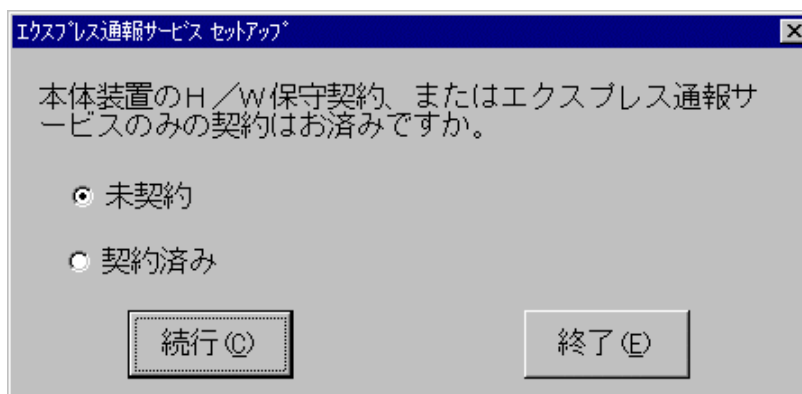 ｴｸｽﾌﾟﾚｽ通報ｻｰﾋﾞｽ ｾｯﾄｱｯﾌﾟ
本体装置のＨ／Ｗ保守契約、またはエクスプレス通報サ
ービスのみの契約はお済みですか。
未契約
契約済み
続行(C) 終了(E)